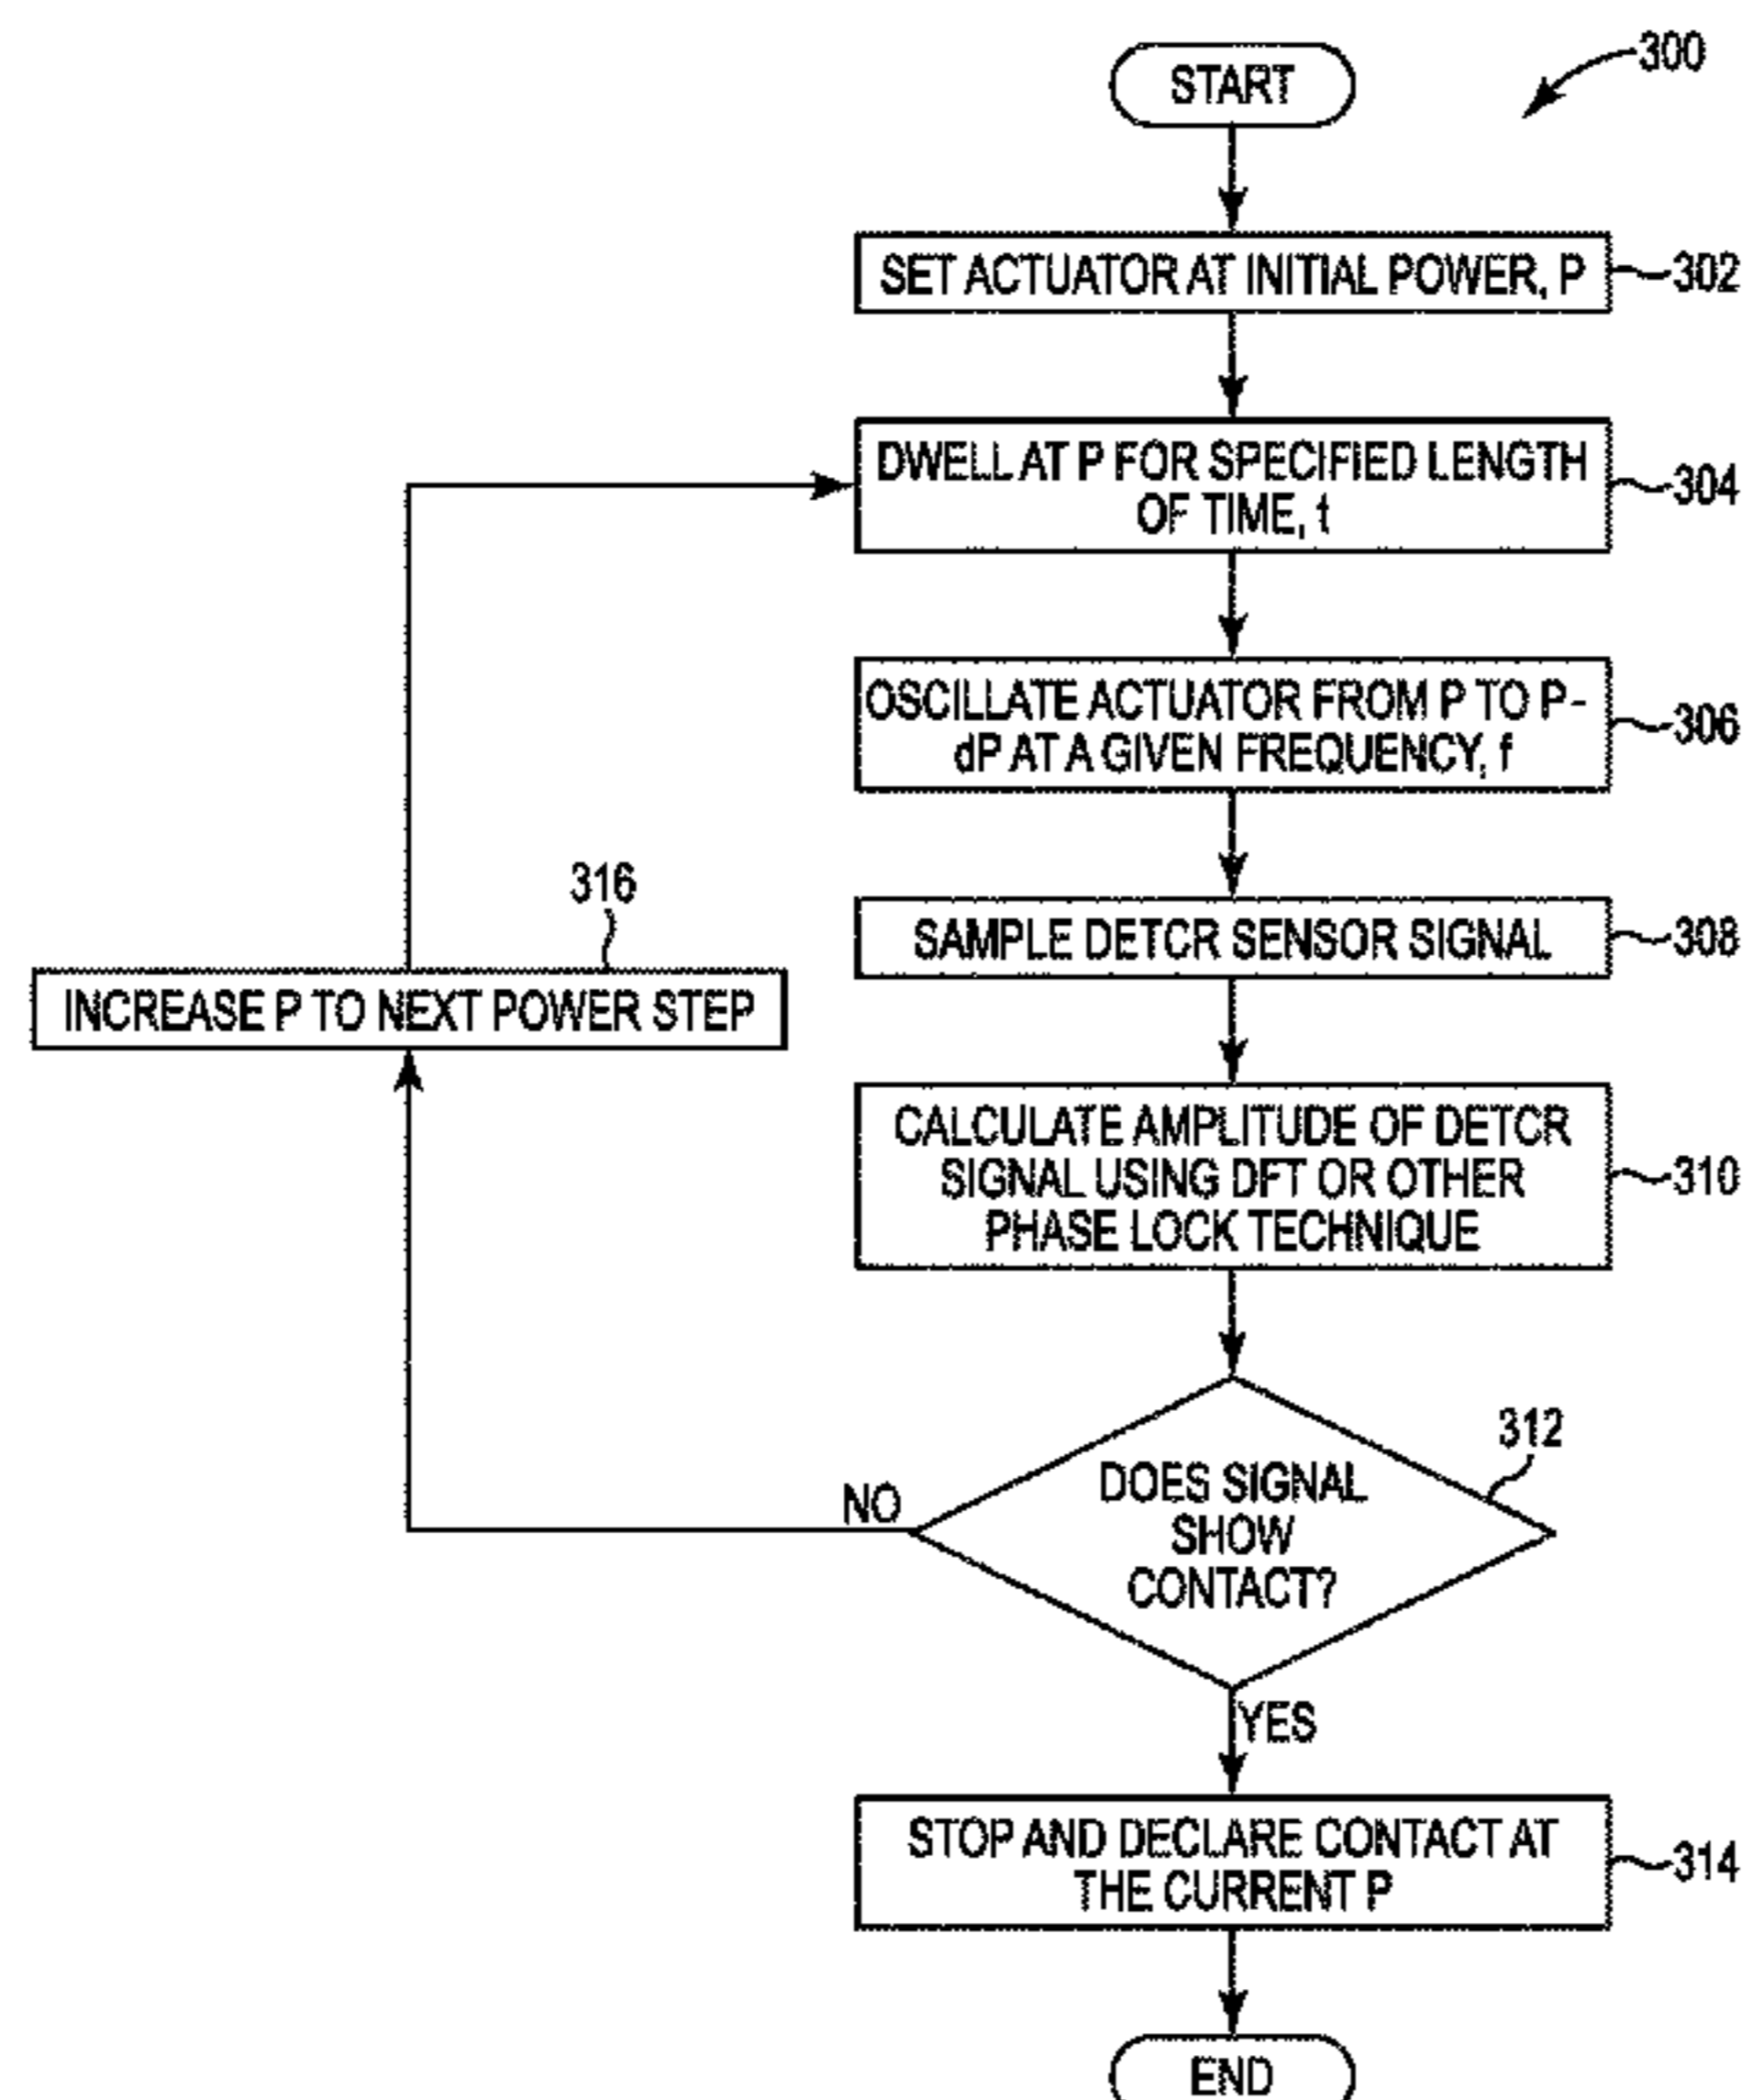 START
300
SET ACTUATOR AT INITIAL POWER, P
302
DWELL AT P FOR SPECIFIED LENGTH
OF TIME, t
304
OSCILLATE ACTUATOR FROM P TO P-
dP AT A GIVEN FREQUENCY, f
306
SAMPLE DETCR SENSOR SIGNAL
308
316
INCREASE P TO NEXT POWER STEP
CALCULATE AMPLITUDE OF DETCR
SIGNAL USING DFT OR OTHER
PHASE LOCK TECHNIQUE
310
312
DOES SIGNAL
SHOW
CONTACT?
NO
YES
STOP AND DECLARE CONTACT AT
THE CURRENT P
314
END